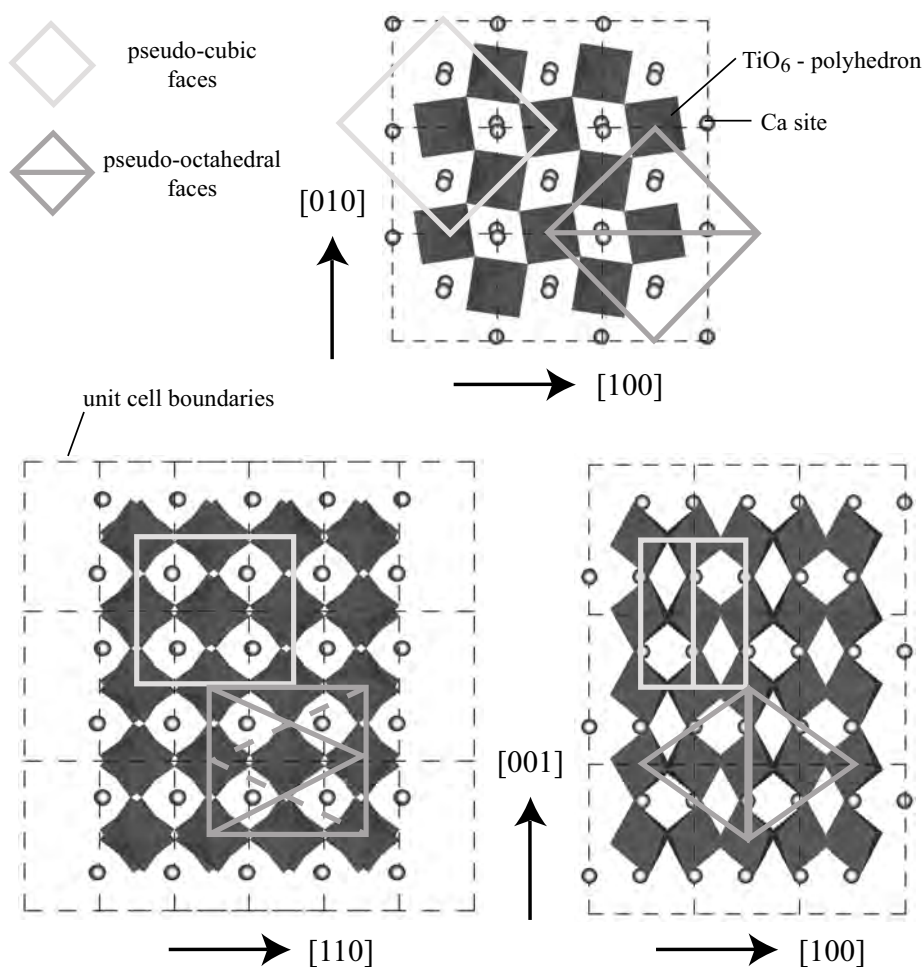 pseudo-cubic
faces
pseudo-octahedral
faces
TiO6 - polyhedron
Ca site
[010]
[100]
unit cell boundaries
[001]
[110]
[100]